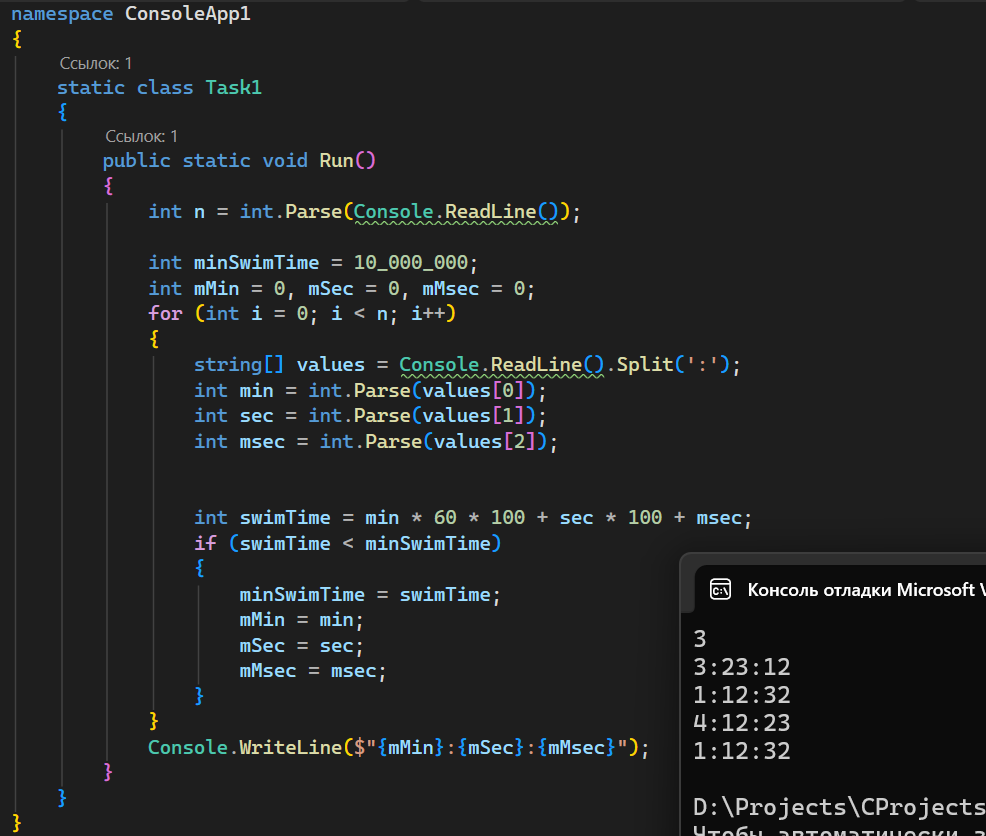 namespace ConsoleApp1
{
Ссылок: 1
static class Task1
{
Ссылок: 1
public static void Run()
{
int n = int.Parse(Console.ReadLine());
int minSwimTime = 10_000_000;
int mMin = 0, mSec = 0, mMsec = 0;
for (int i = 0; i < n; i++)
{
string[] values = Console.ReadLine().Split(':');
int min = int.Parse(values[0]);
int sec = int.Parse(values[1]);
int msec = int.Parse(values[2]);
int swimTime = min * 60 * 100 + sec * 100 + msec;
if (swimTime < minSwimTime)
{
minSwimTime = swimTime;
mMin = min;
mSec = sec;
mMsec = msec;
}
}
Console.WriteLine($"{mMin}:{mSec}:{mMsec}");
}
}
}
Консоль отладки Microsoft
3
3:23:12
1:12:32
4:12:23
1:12:32
D:\Projects\CProjects
Чтобы автоматически